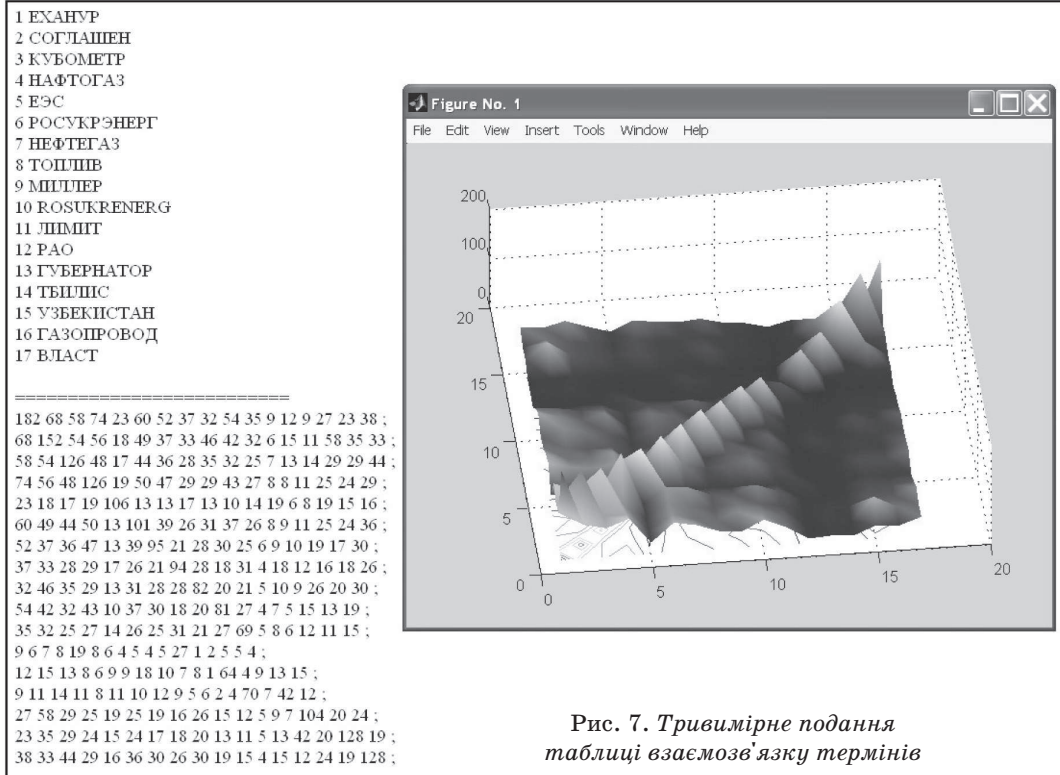 1 ЕХАНУР
2 СОГЛАШЕН
3 КУБОМЕТР
4 НАФТОГАЗ
5 ЕЭС
6 РОСУКРЭНЕРГ
7 НЕФТЕГАЗ
8 ТОПЛИВ
9 МИЛЛЕР
10 ROSUKRENERG
11 ЛИМИТ
12 РАО
13 ГУБЕРНАТОР
14 ТБИЛИС
15 УЗБЕКИСТАН
16 ГАЗОПРОВОД
17 ВЛАСТ
==========================
182 68 58 74 23 60 52 37 32 54 35 9 12 9 27 23 38 ;
68 152 54 56 18 49 37 33 46 42 32 6 15 11 58 35 33 ;
58 54 126 48 17 44 36 28 35 32 25 7 13 14 29 29 44 ;
74 56 48 126 19 50 47 29 29 43 27 8 8 11 25 24 29 ;
23 18 17 19 106 13 13 17 13 10 14 19 6 8 19 15 16 ;
60 49 44 50 13 101 39 26 31 37 26 8 9 11 25 24 36 ;
52 37 36 47 13 39 95 21 28 30 25 6 9 10 19 17 30 ;
37 33 28 29 17 26 21 94 28 18 31 4 18 12 16 18 26 ;
32 46 35 29 13 31 28 28 82 20 21 5 10 9 26 20 30 ;
54 42 32 43 10 37 30 18 20 81 27 4 7 5 15 13 19 ;
35 32 25 27 14 26 25 31 21 27 69 5 8 6 12 11 15 ;
9 6 7 8 19 8 6 4 5 4 5 27 1 2 5 5 4 ;
12 15 13 8 6 9 9 18 10 7 8 1 64 4 9 13 15 ;
9 11 14 11 8 11 10 12 9 5 6 2 4 70 7 42 12 ;
27 58 29 25 19 25 19 16 26 15 12 5 9 7 104 20 24 ;
23 35 29 24 15 24 17 18 20 13 11 5 13 42 20 128 19 ;
38 33 44 29 16 36 30 26 30 19 15 4 15 12 24 19 128 ;
Figure No. 1
File Edit View Insert Tools Window Help
200
100
0
20
15
10
5
0
0
5
10
15
20
Рис. 7. Тривимірне подання
таблиці взаємозв'язку термінів